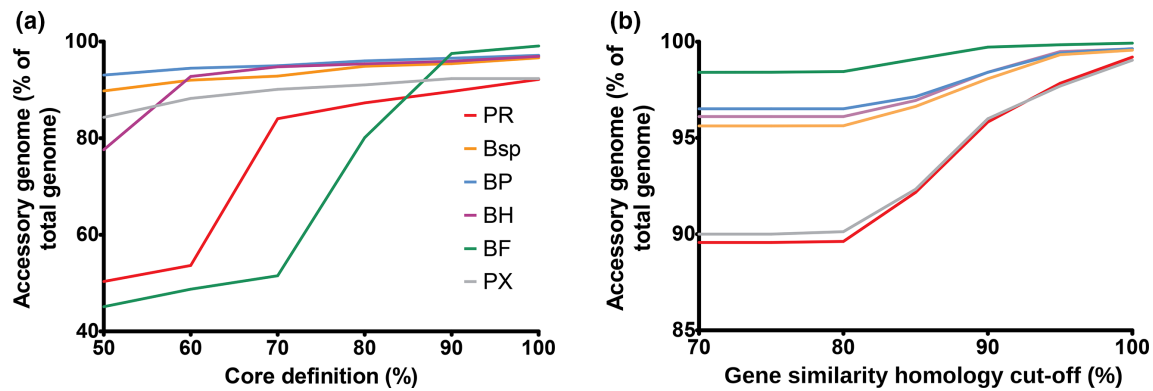 (a)
Accessory genome (% of
total genome)
100
80
60
40
50 60 70 80 90 100
Core definition (%)
PR
Bsp
BP
BH
BF
PX
(b)
Accessory genome (% of
total genome)
100
95
90
85
70 80 90 100
Gene similarity homology cut-off (%)